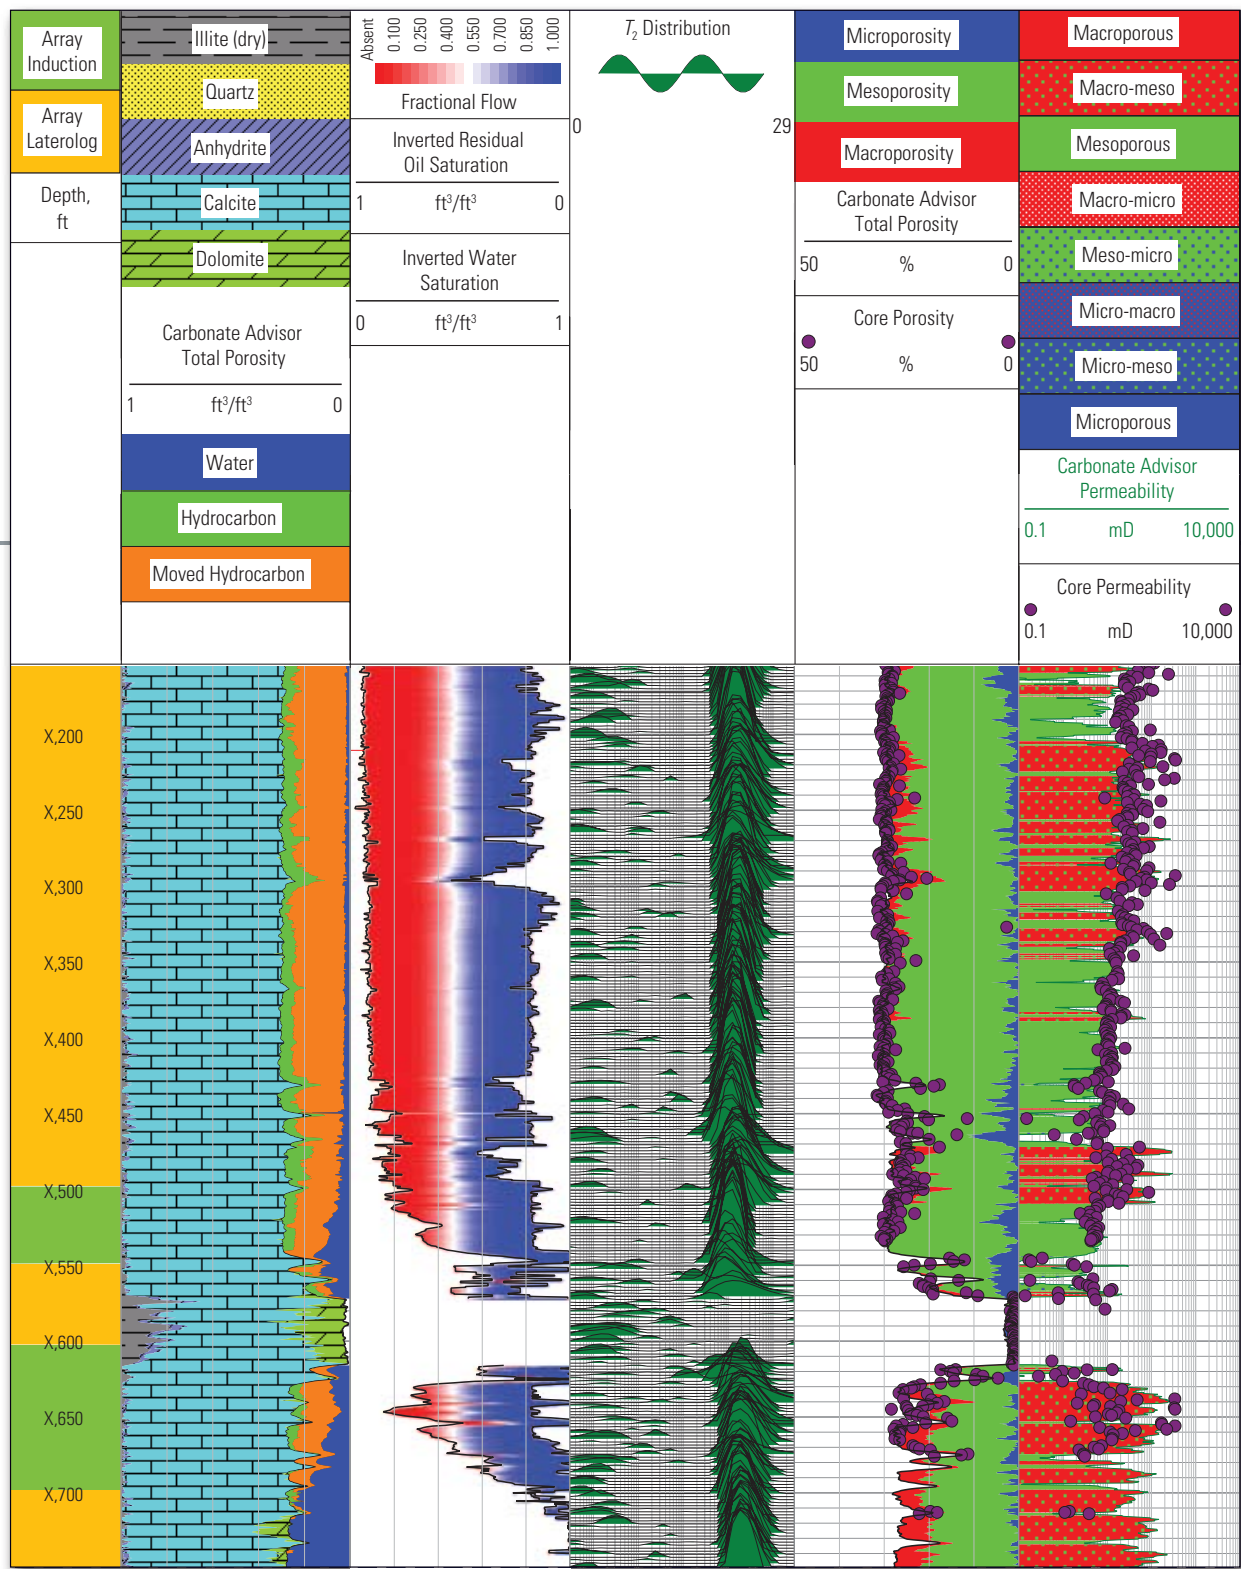 Array
Induction
Array
Laterolog
Depth,
ft
Illite (dry)
Quartz
Anhydrite
Calcite
Dolomite
Carbonate Advisor
Total Porosity
1 ft³/ft³ 0
Water
Hydrocarbon
Moved Hydrocarbon
Absent
0.100
0.250
0.400
0.550
0.700
0.850
1.000
Fractional Flow
Inverted Residual
Oil Saturation
1 ft³/ft³ 0
Inverted Water
Saturation
0 ft³/ft³ 1
T₂ Distribution
0 29
Microporosity
Mesoporosity
Macroporosity
Carbonate Advisor
Total Porosity
50 % 0
Core Porosity
50 % 0
Macroporous
Macro-meso
Mesoporous
Macro-micro
Meso-micro
Micro-macro
Micro-meso
Microporous
Carbonate Advisor
Permeability
0.1 mD 10,000
Core Permeability
0.1 mD 10,000
X,200
X,250
X,300
X,350
X,400
X,450
X,500
X,550
X,600
X,650
X,700